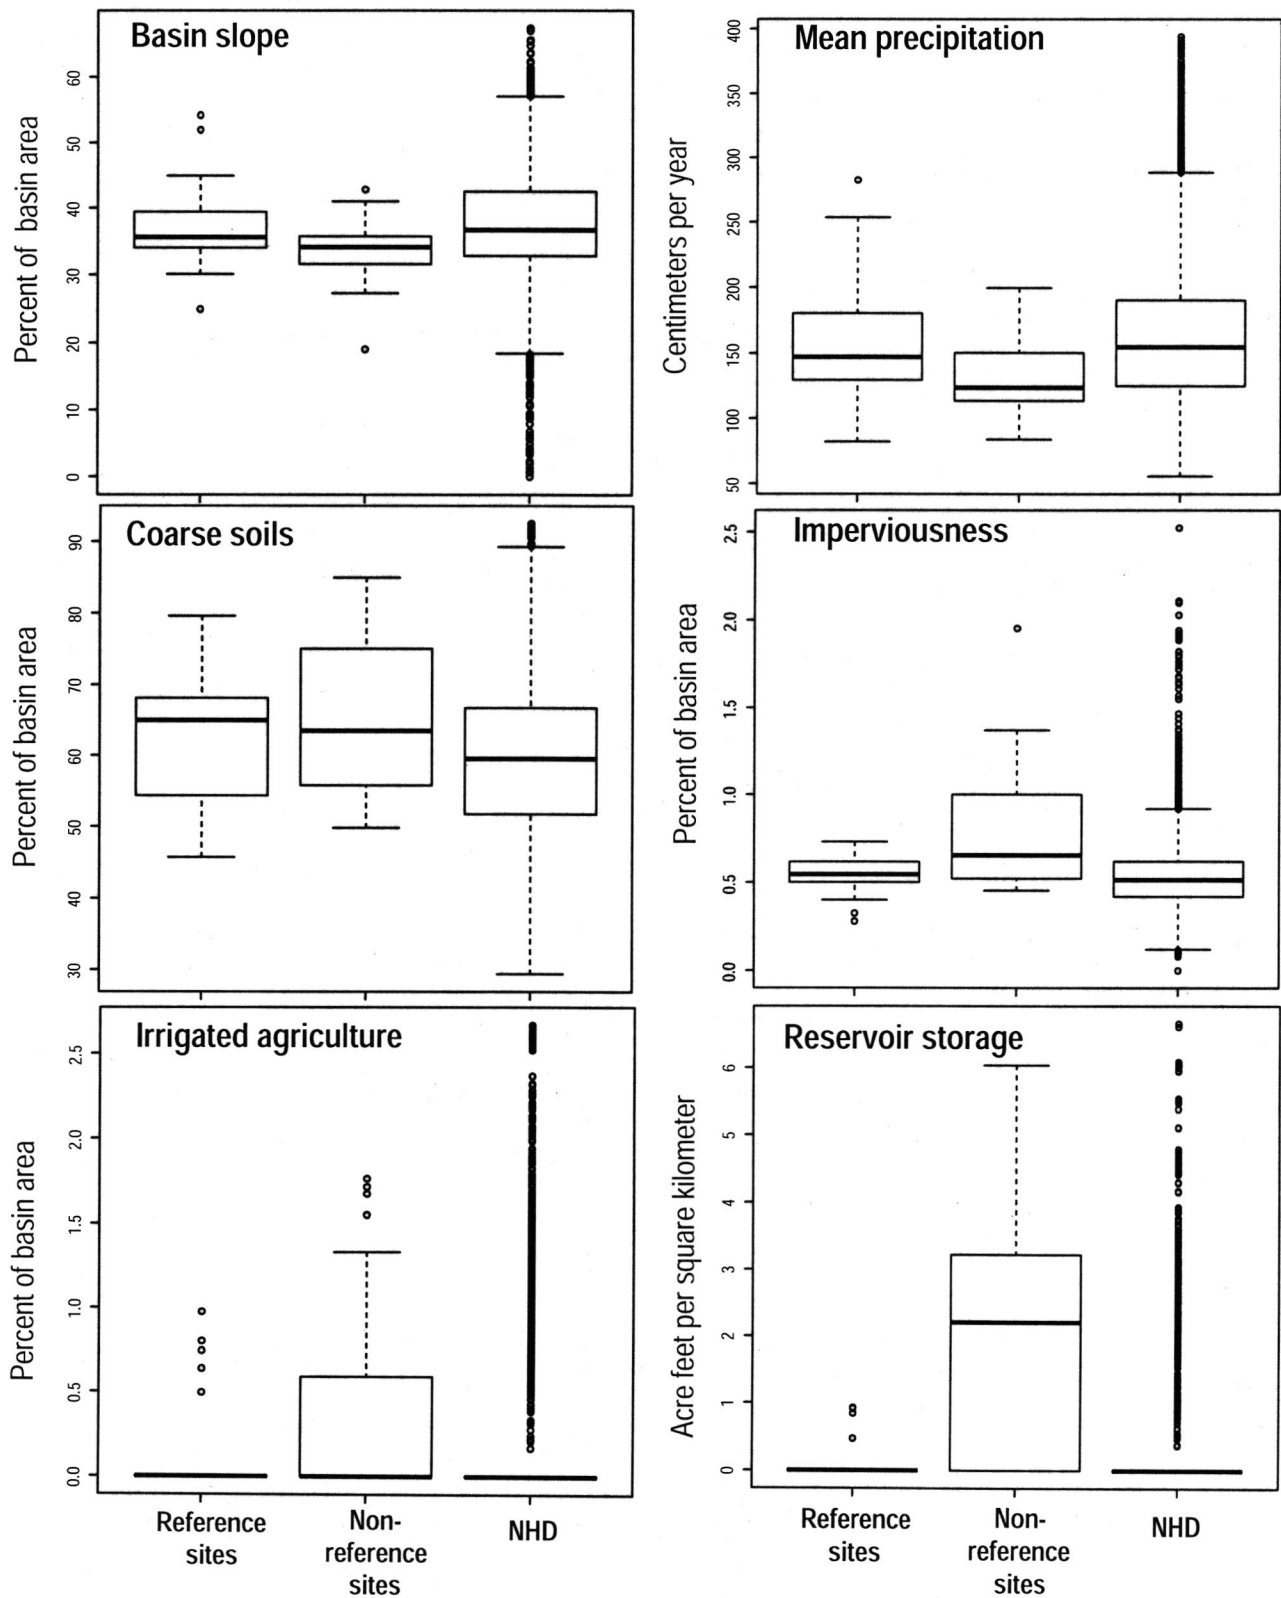 Basin slope
Percent of basin area
60
50
40
30
20
10
0
Mean precipitation
Centimeters per year
400
350
300
250
200
150
100
50
Coarse soils
Percent of basin area
90
80
70
60
50
40
30
Imperviousness
Percent of basin area
2.5
2.0
1.5
1.0
0.5
0.0
Irrigated agriculture
Percent of basin area
2.5
2.0
1.5
1.0
0.5
0.0
Reference
sites
Non-
reference
sites
NHD
Reservoir storage
Acre feet per square kilometer
6
5
4
3
2
1
0
Reference
sites
Non-
reference
sites
NHD